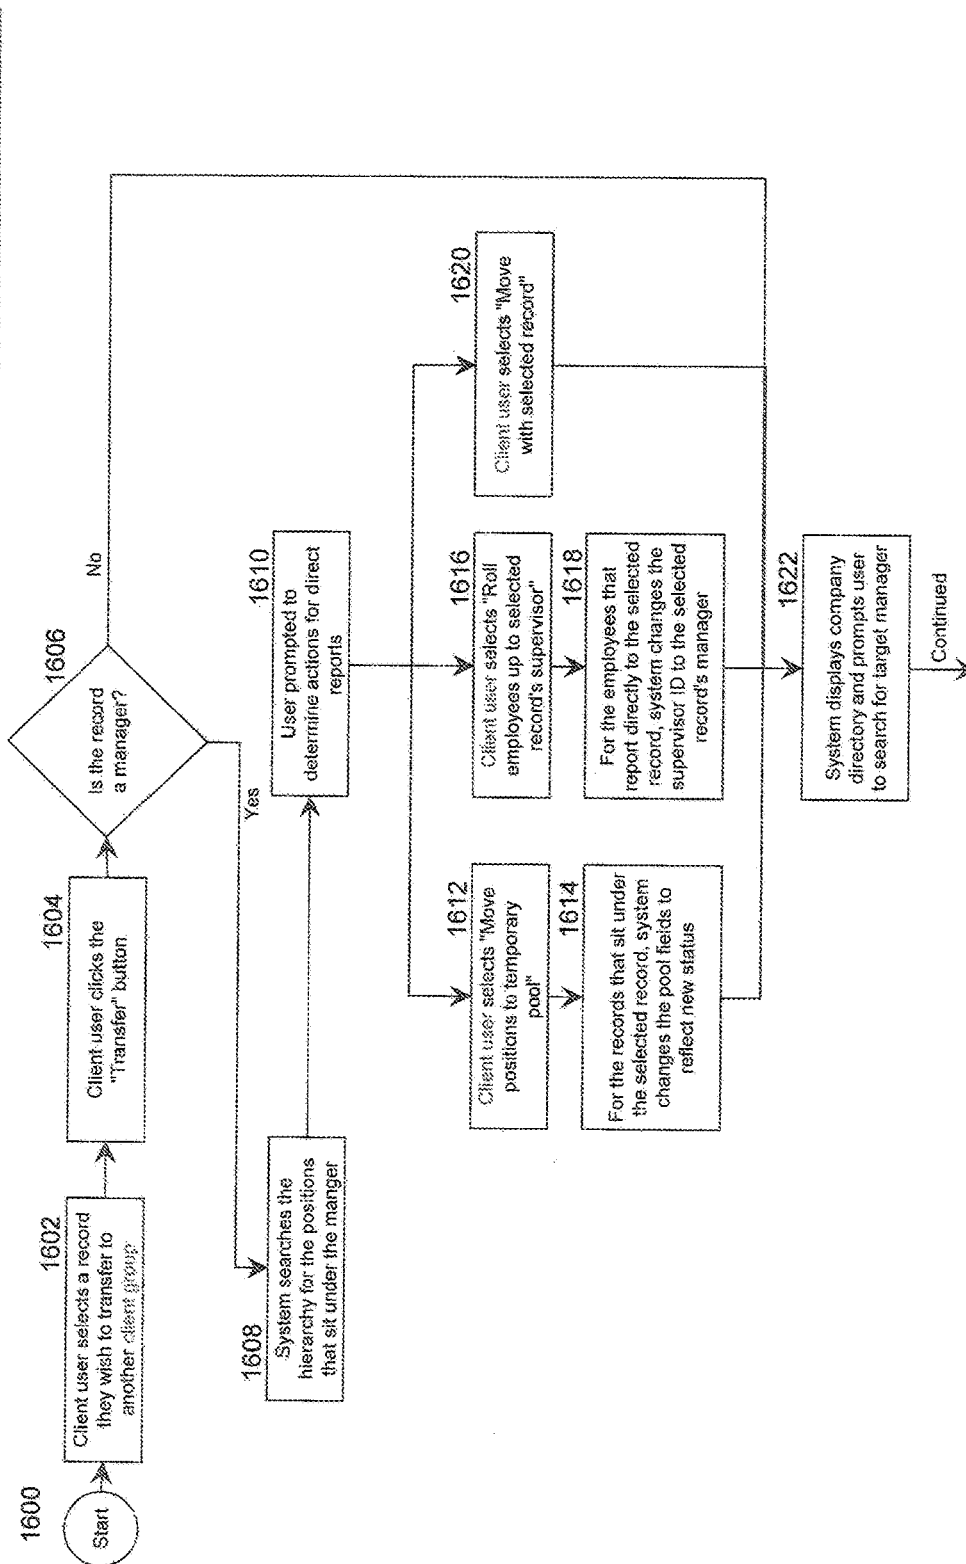 1600
Start
1602
Client user selects a record
they wish to transfer to
another client group
1604
Client user clicks the
"Transfer" button
1606
Is the record
a manager?
No
Yes
1608
System searches the
hierarchy for the positions
that sit under the manger
1610
User prompted to
determine actions for direct
reports
1612
Client user selects "Move
positions to temporary
pool"
1614
For the records that sit under
the selected record, system
changes the pool fields to
reflect new status
1616
Client user selects "Roll
employees up to selected
record's supervisor"
1618
For the employees that
report directly to the selected
record, system changes the
supervisor ID to the selected
record's manager
1620
Client user selects "Move
with selected record"
1622
System displays company
directory and prompts user
to search for target manager
Continued